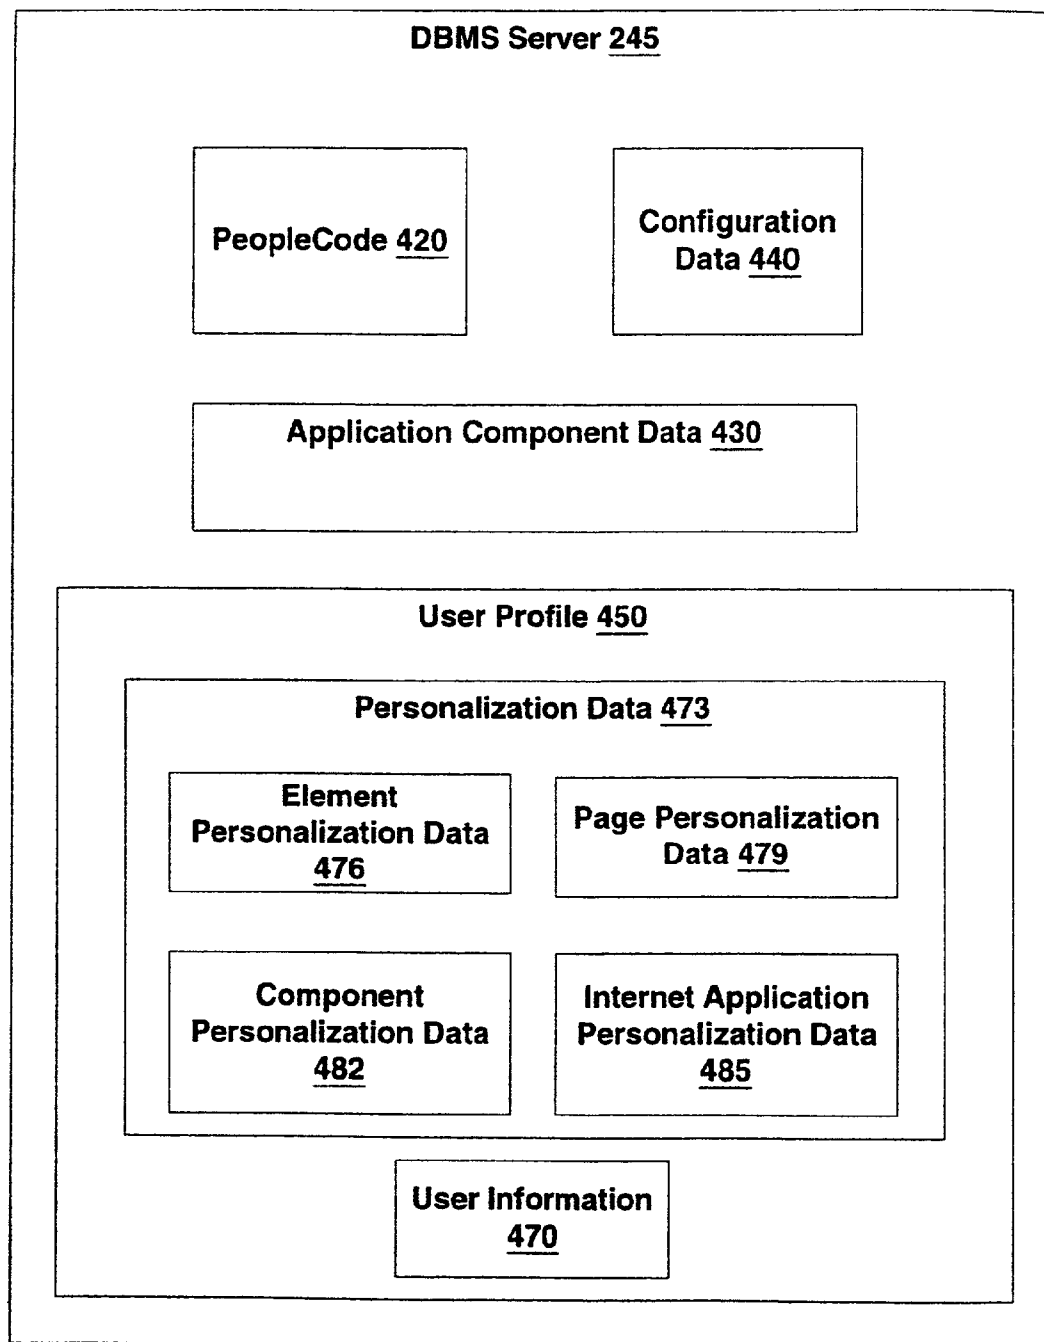 DBMS Server 245
PeopleCode 420
Configuration
Data 440
Application Component Data 430
User Profile 450
Personalization Data 473
Element
Personalization Data
476
Page Personalization
Data 479
Component
Personalization Data
482
Internet Application
Personalization Data
485
User Information
470